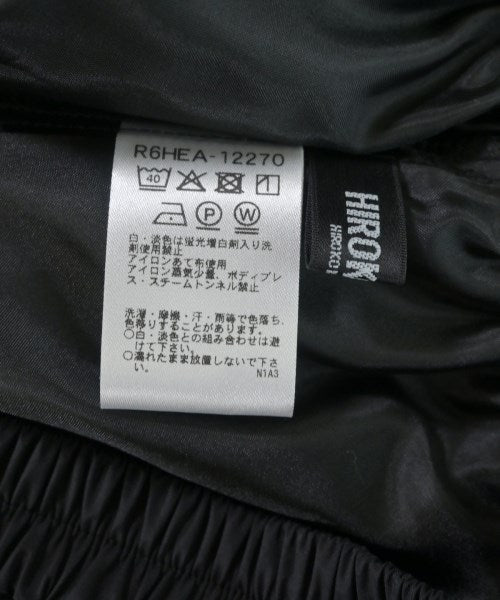 R6HEA-12270
40
P
W
白・淡色は蛍光増白剤入り洗
剤使用禁止
アイロンあて布使用
アイロン蒸気少量、ボディプレ
ス・スチームトンネル禁止
洗濯・摩擦・汗・雨等で色落ち、
色移りすることがあります。
○白・淡色との組み合わせは避
けて下さい。
○濡れたまま放置しないで下さ
い。
N1A3
HIROK
HIROKO